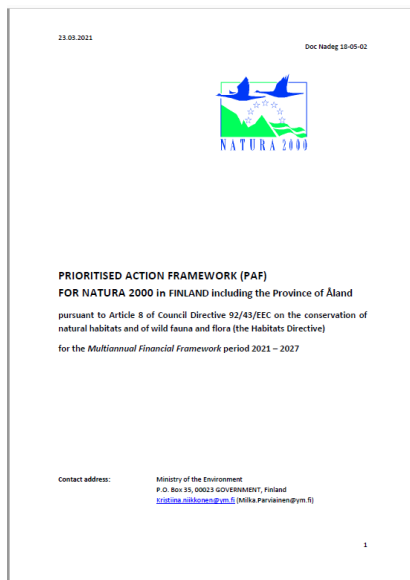 23.03.2021
Doc Nadeg 18-05-02
NATURA 2000
PRIORITISED ACTION FRAMEWORK (PAF)
FOR NATURA 2000 in FINLAND including the Province of Åland
pursuant to Article 8 of Council Directive 92/43/EEC on the conservation of
natural habitats and of wild fauna and flora (the Habitats Directive)
for the Multiannual Financial Framework period 2021 – 2027
Contact address: Ministry of the Environment
P.O. Box 35, 00023 GOVERNMENT, Finland
Kristiina.niikkonen@ym.fi (Milka.Parviainen@ym.fi)
1